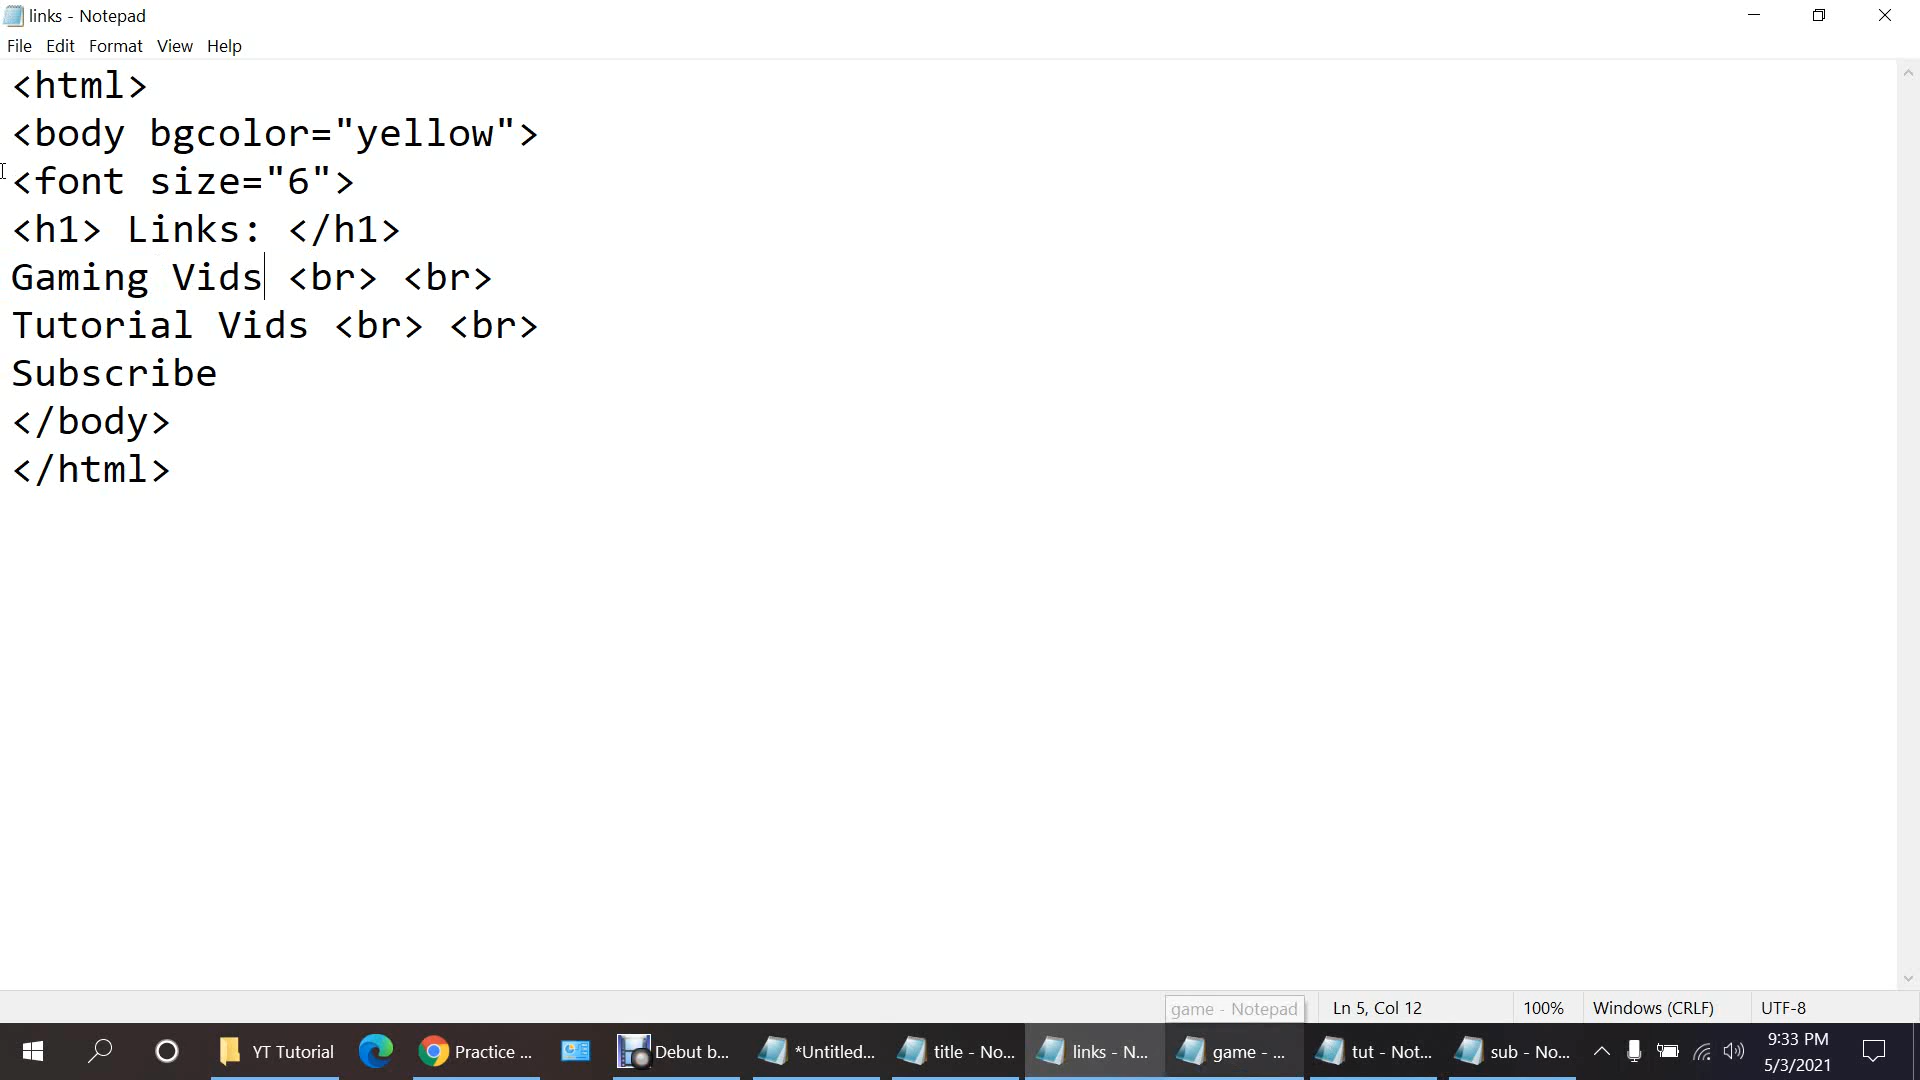 links - Notepad
File Edit Format View Help
<html>
<body bgcolor="yellow">
<font size="6">
<h1> Links: </h1>
Gaming Vids <br> <br>
Tutorial Vids <br> <br>
Subscribe
</body>
</html>
game - Notepad
Ln 5, Col 12 100% Windows (CRLF) UTF-8
YT Tutorial Practice ... Debut b... *Untitled... title - No... links - N... game - ... tut - Not... sub - No... 9:33 PM
5/3/2021